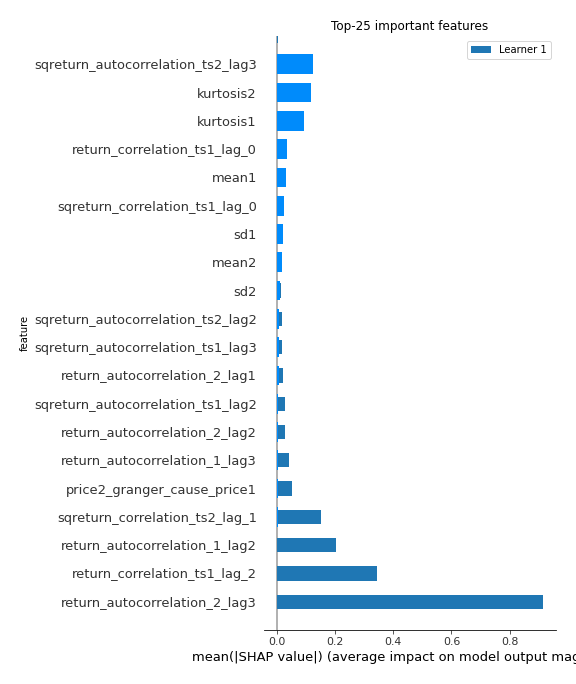 Top-25 important features
Learner 1
sqreturn_autocorrelation_ts2_lag3
kurtosis2
kurtosis1
return_correlation_ts1_lag_0
mean1
sqreturn_correlation_ts1_lag_0
sd1
mean2
sd2
sqreturn_autocorrelation_ts2_lag2
sqreturn_autocorrelation_ts1_lag3
return_autocorrelation_2_lag1
sqreturn_autocorrelation_ts1_lag2
return_autocorrelation_2_lag2
return_autocorrelation_1_lag3
price2_granger_cause_price1
sqreturn_correlation_ts2_lag_1
return_autocorrelation_1_lag2
return_correlation_ts1_lag_2
return_autocorrelation_2_lag3
feature
0.0 0.2 0.4 0.6 0.8
mean(|SHAP value|) (average impact on model output mag